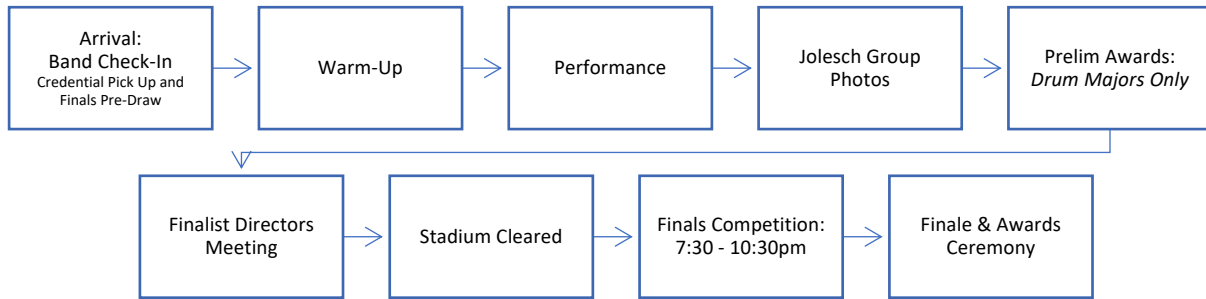 Arrival:
Band Check-In
Credential Pick Up and
Finals Pre-Draw
Warm-Up
Performance
Jolesch Group
Photos
Prelim Awards:
Drum Majors Only
Finalist Directors
Meeting
Stadium Cleared
Finals Competition:
7:30 - 10:30pm
Finale & Awards
Ceremony